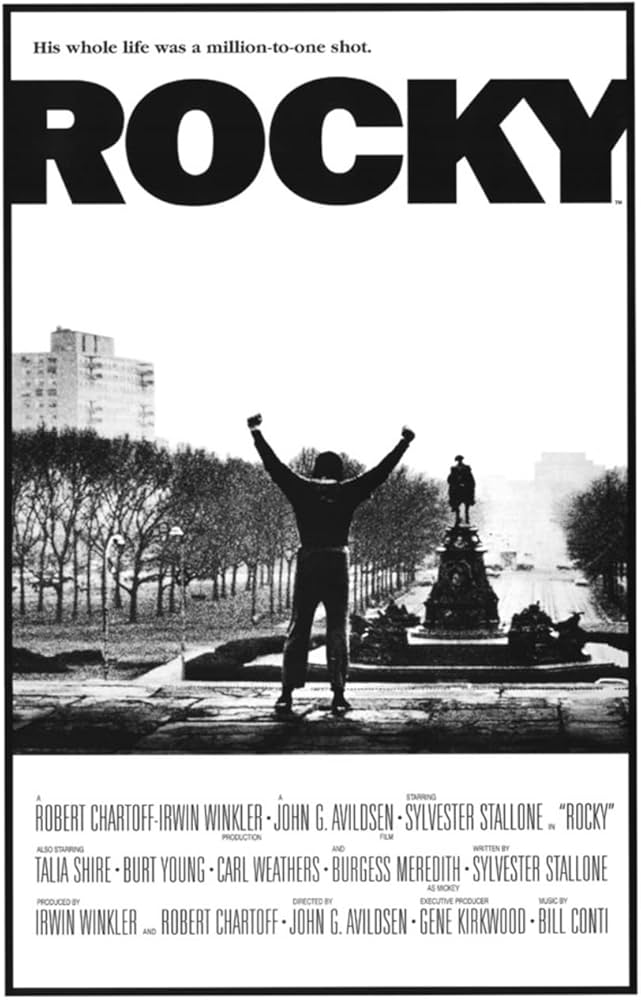 His whole life was a million-to-one shot.
ROCKY™
A ROBERT CHARTOFF-IRWIN WINKLER PRODUCTION · A JOHN G. AVILDSEN FILM · STARRING SYLVESTER STALLONE IN "ROCKY"
ALSO STARRING TALIA SHIRE · BURT YOUNG · CARL WEATHERS · AND BURGESS MEREDITH AS MICKEY · WRITTEN BY SYLVESTER STALLONE
PRODUCED BY IRWIN WINKLER AND ROBERT CHARTOFF · DIRECTED BY JOHN G. AVILDSEN · EXECUTIVE PRODUCER GENE KIRKWOOD · MUSIC BY BILL CONTI